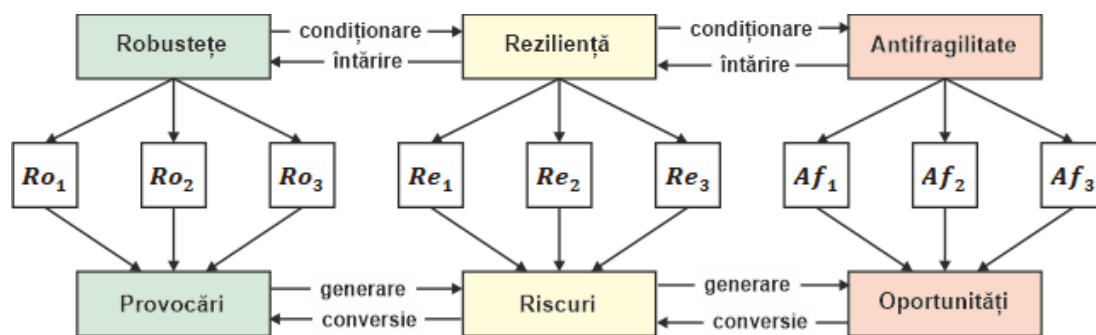 Robustețe
condiționare
întărire
Reziliență
condiționare
întărire
Antifragilitate
Ro₁
Ro₂
Ro₃
Re₁
Re₂
Re₃
Af₁
Af₂
Af₃
Provocări
generare
conversie
Riscuri
generare
conversie
Oportunități